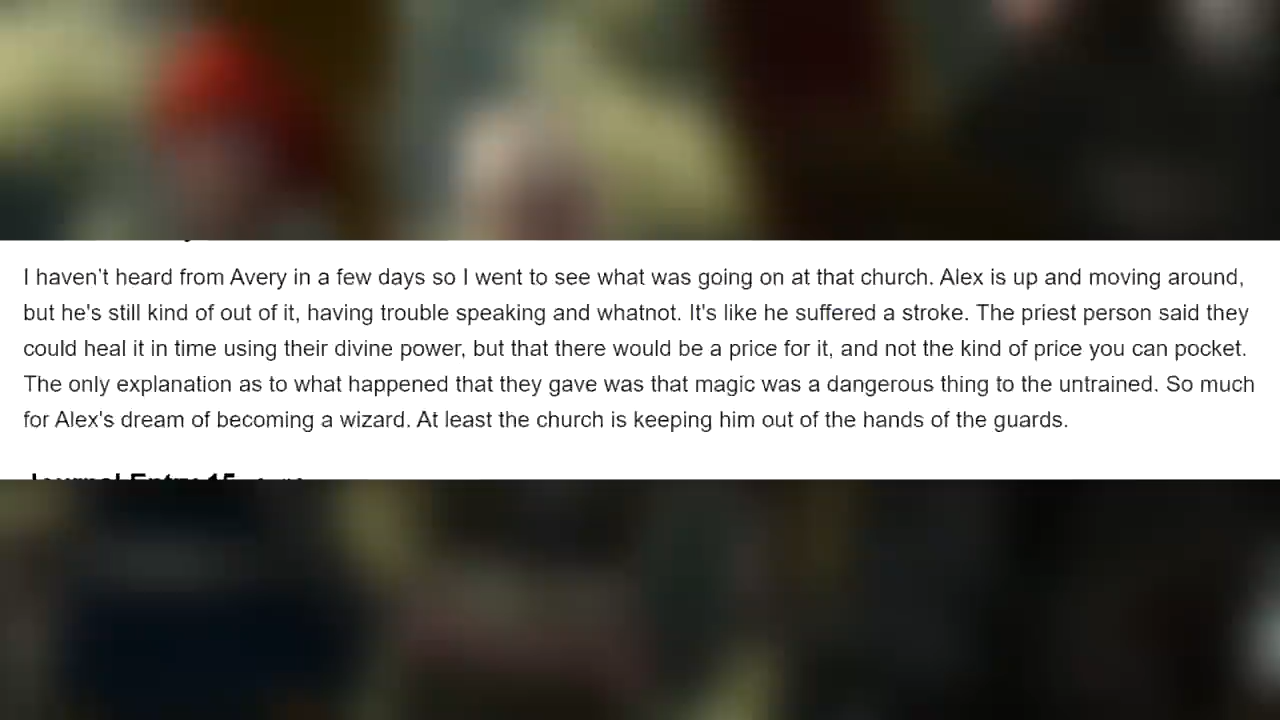 I haven't heard from Avery in a few days so I went to see what was going on at that church. Alex is up and moving around,
but he's still kind of out of it, having trouble speaking and whatnot. It's like he suffered a stroke. The priest person said they
could heal it in time using their divine power, but that there would be a price for it, and not the kind of price you can pocket.
The only explanation as to what happened that they gave was that magic was a dangerous thing to the untrained. So much
for Alex's dream of becoming a wizard. At least the church is keeping him out of the hands of the guards.
Journal Entry 15